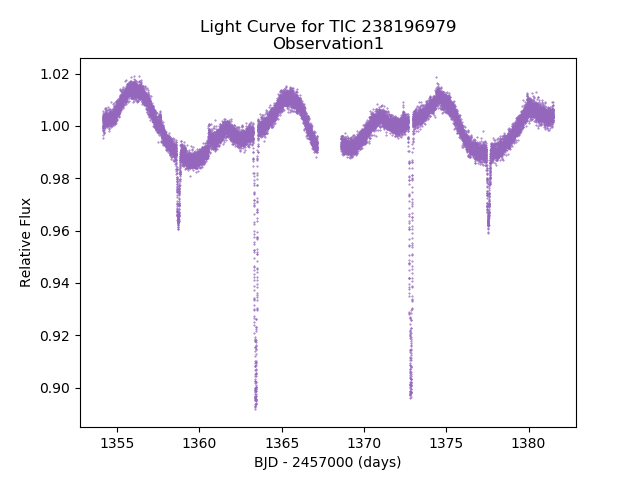 Light Curve for TIC 238196979
Observation1
1.02
1.00
0.98
0.96
0.94
0.92
0.90
Relative Flux
1355 1360 1365 1370 1375 1380
BJD - 2457000 (days)